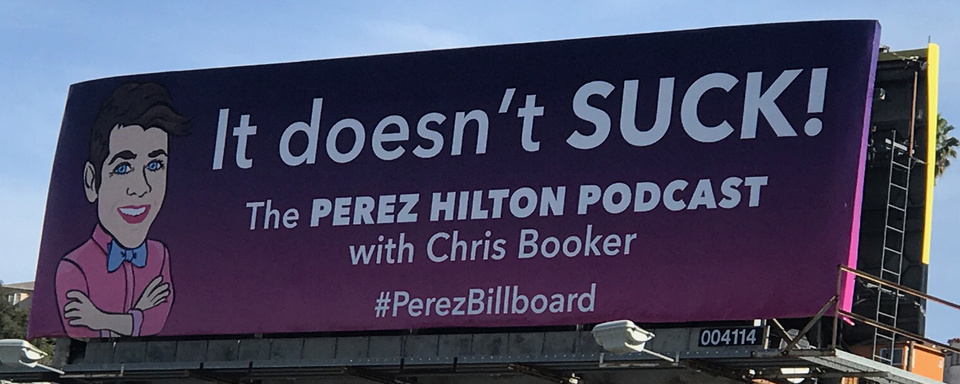 It doesn't SUCK!
The PEREZ HILTON PODCAST
with Chris Booker
#PerezBillboard
004114